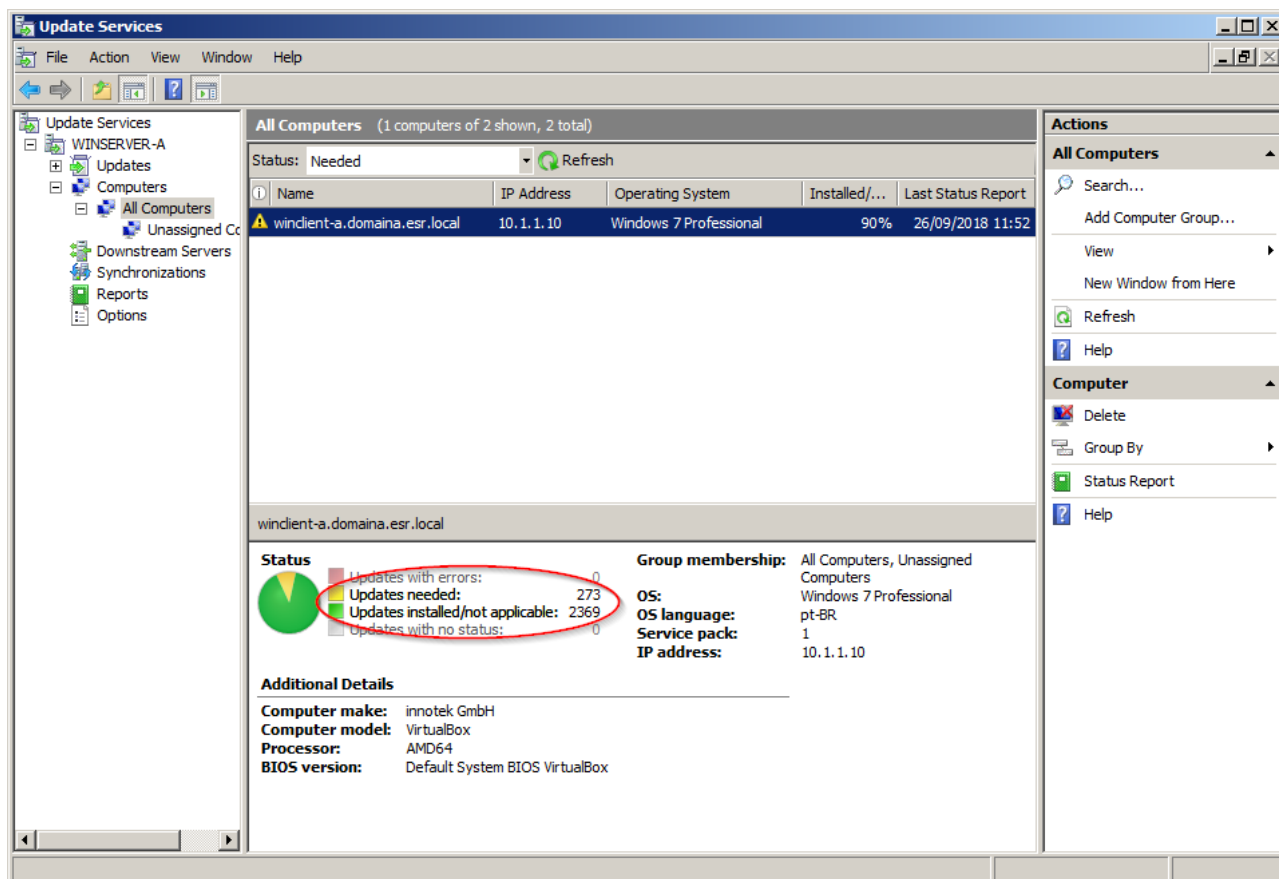 Update Services
File Action View Window Help
Update Services
WINSERVER-A
Updates
Computers
All Computers
Unassigned Co
Downstream Servers
Synchronizations
Reports
Options
All Computers (1 computers of 2 shown, 2 total)
Status: Needed Refresh
Name IP Address Operating System Installed/... Last Status Report
winclient-a.domaina.esr.local 10.1.1.10 Windows 7 Professional 90% 26/09/2018 11:52
winclient-a.domaina.esr.local
Status
Updates with errors: 0
Updates needed: 273
Updates installed/not applicable: 2369
Updates with no status: 0
Group membership: All Computers, Unassigned
Computers
OS: Windows 7 Professional
OS language: pt-BR
Service pack: 1
IP address: 10.1.1.10
Additional Details
Computer make: innotek GmbH
Computer model: VirtualBox
Processor: AMD64
BIOS version: Default System BIOS VirtualBox
Actions
All Computers
Search...
Add Computer Group...
View
New Window from Here
Refresh
Help
Computer
Delete
Group By
Status Report
Help